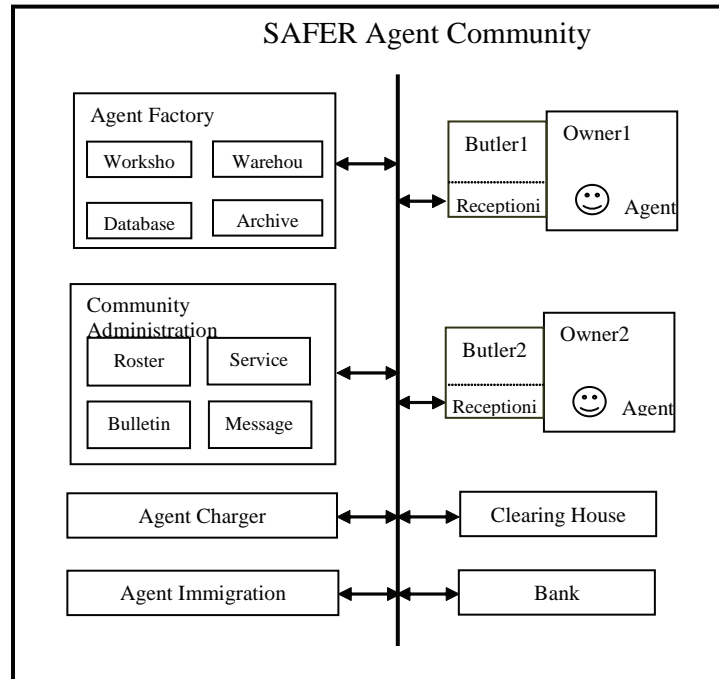 SAFER Agent Community
Agent Factory
Worksho
Warehou
Database
Archive
Butler1
Receptioni
Owner1
Agent
Community
Administration
Roster
Service
Bulletin
Message
Butler2
Receptioni
Owner2
Agent
Agent Charger
Clearing House
Agent Immigration
Bank